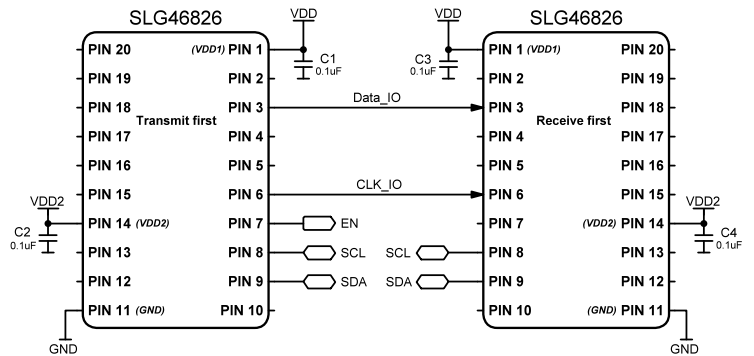 SLG46826
SLG46826
VDD
VDD
PIN 20
(VDD1) PIN 1
PIN 1 (VDD1)
PIN 20
C1
0.1uF
C3
0.1uF
PIN 19
PIN 2
PIN 2
PIN 19
PIN 18
PIN 3
Data_IO
PIN 3
PIN 18
Transmit first
Receive first
PIN 17
PIN 4
PIN 4
PIN 17
PIN 16
PIN 5
PIN 5
PIN 16
PIN 15
PIN 6
CLK_IO
PIN 6
PIN 15
VDD2
VDD2
PIN 14 (VDD2)
PIN 7
EN
PIN 7
(VDD2) PIN 14
C2
0.1uF
C4
0.1uF
PIN 13
PIN 8
SCL
SCL
PIN 8
PIN 13
PIN 12
PIN 9
SDA
SDA
PIN 9
PIN 12
PIN 11 (GND)
PIN 10
PIN 10
(GND) PIN 11
GND
GND